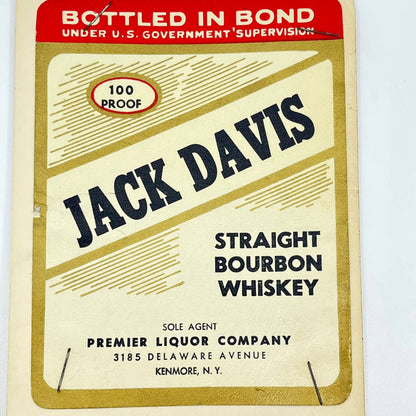 BOTTLED IN BOND
UNDER U.S. GOVERNMENT SUPERVISION
100
PROOF
JACK DAVIS
STRAIGHT
BOURBON
WHISKEY
SOLE AGENT
PREMIER LIQUOR COMPANY
3185 DELAWARE AVENUE
KENMORE, N. Y.